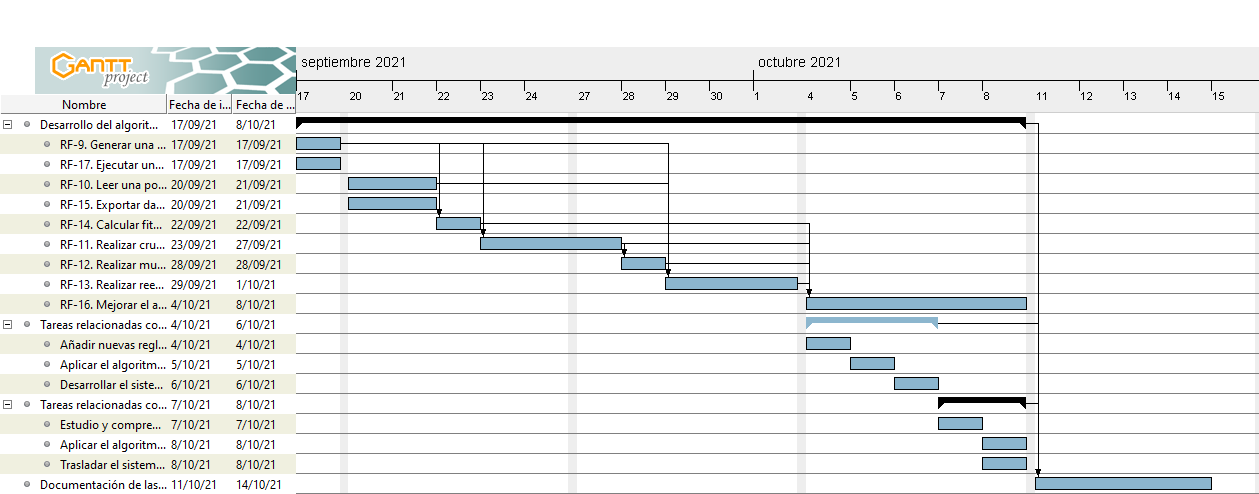 GANTT
project
septiembre 2021 octubre 2021
17 20 21 22 23 24 27 28 29 30 1 4 5 6 7 8 11 12 13 14 15
Nombre Fecha de i... Fecha de ...
Desarrollo del algorit... 17/09/21 8/10/21
RF-9. Generar una ... 17/09/21 17/09/21
RF-17. Ejecutar un... 17/09/21 17/09/21
RF-10. Leer una po... 20/09/21 21/09/21
RF-15. Exportar da... 20/09/21 21/09/21
RF-14. Calcular fit... 22/09/21 22/09/21
RF-11. Realizar cru... 23/09/21 27/09/21
RF-12. Realizar mu... 28/09/21 28/09/21
RF-13. Realizar ree... 29/09/21 1/10/21
RF-16. Mejorar el a... 4/10/21 8/10/21
Tareas relacionadas co... 4/10/21 6/10/21
Añadir nuevas regl... 4/10/21 4/10/21
Aplicar el algoritm... 5/10/21 5/10/21
Desarrollar el siste... 6/10/21 6/10/21
Tareas relacionadas co... 7/10/21 8/10/21
Estudio y compre... 7/10/21 7/10/21
Aplicar el algoritm... 8/10/21 8/10/21
Trasladar el sistem... 8/10/21 8/10/21
Documentación de las... 11/10/21 14/10/21